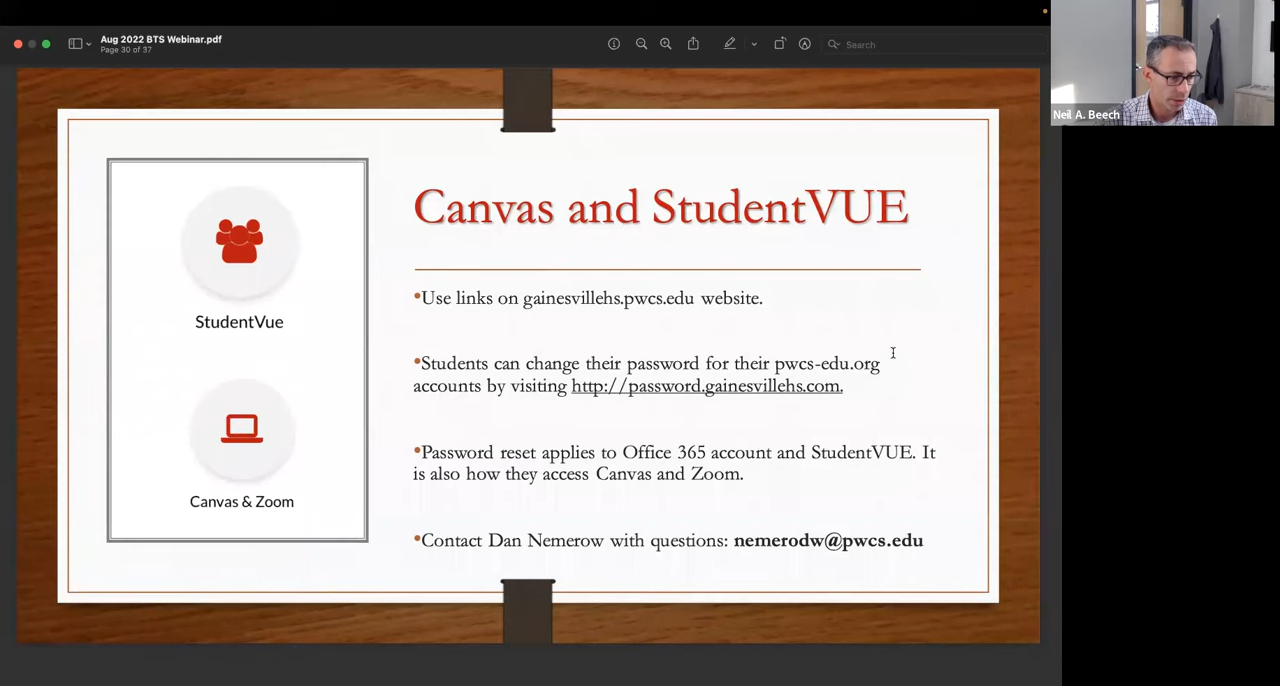 Aug 2022 BTS Webinar.pdf
Page 30 of 37
Search
Neil A. Beech
Canvas and StudentVUE
StudentVue
Canvas & Zoom
•Use links on gainesvillehs.pwcs.edu website.
•Students can change their password for their pwcs-edu.org
accounts by visiting http://password.gainesvillehs.com.
•Password reset applies to Office 365 account and StudentVUE. It
is also how they access Canvas and Zoom.
•Contact Dan Nemerow with questions: nemerodw@pwcs.edu